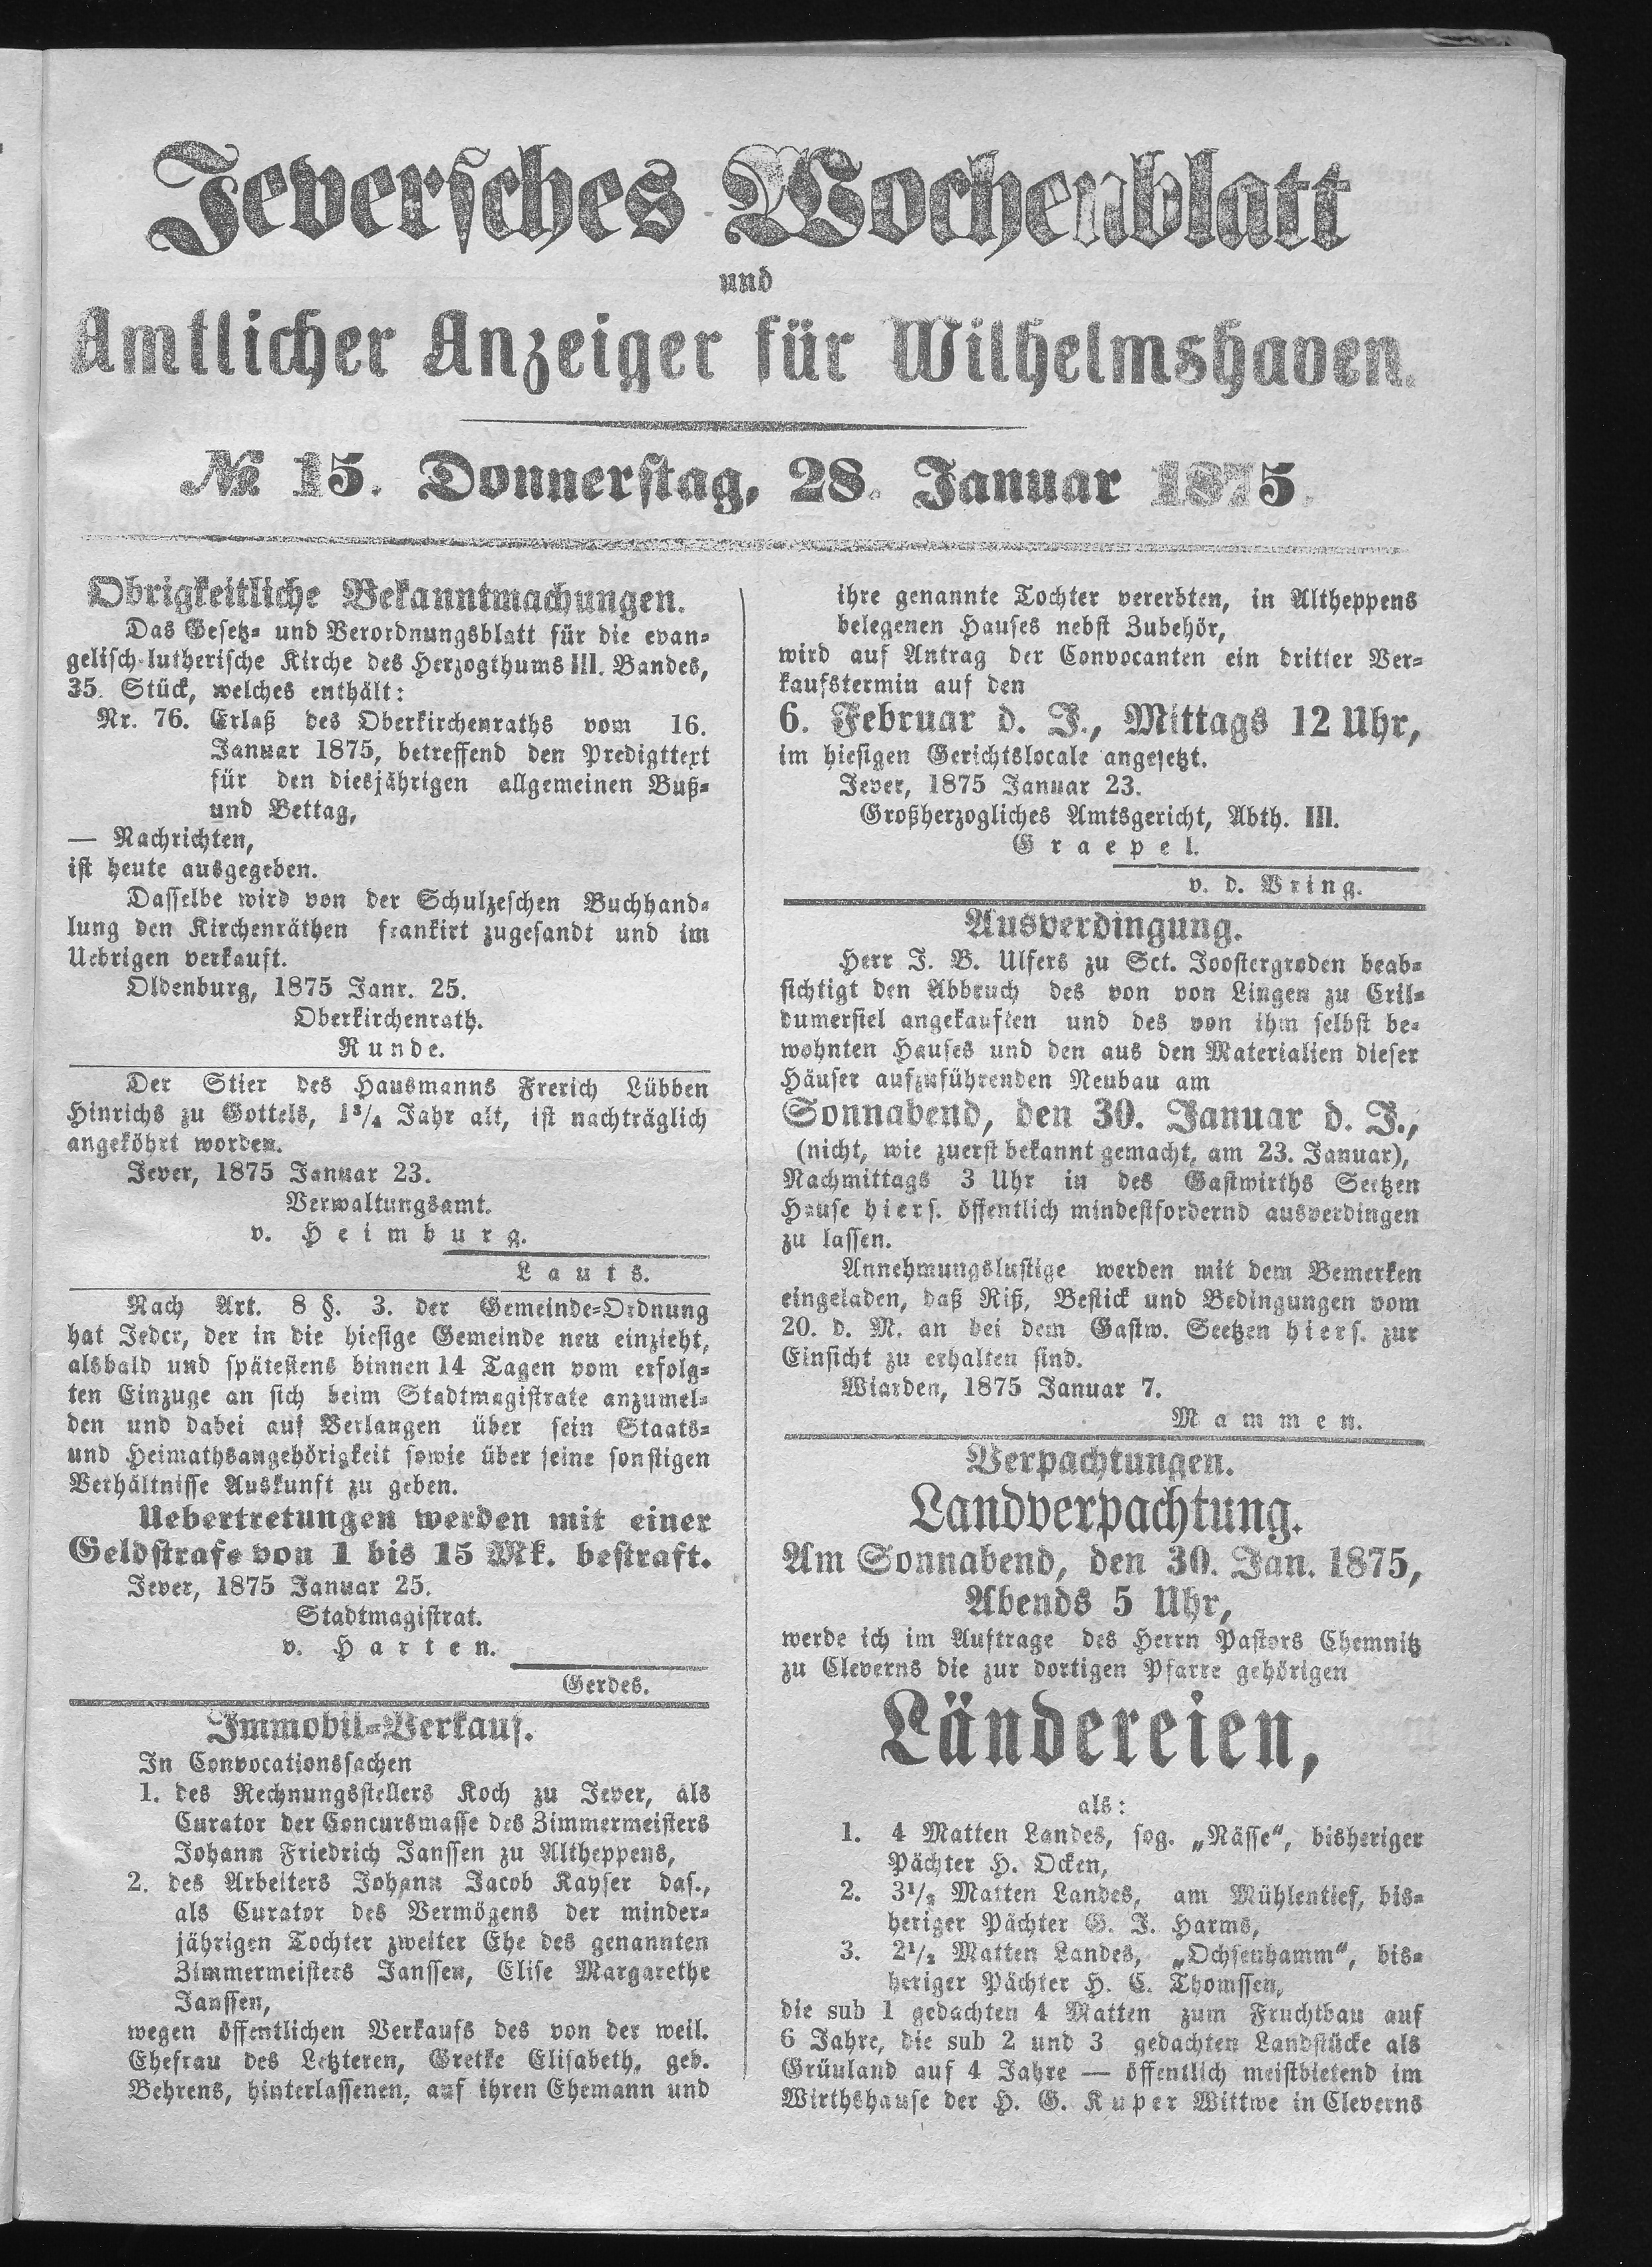 Jeversches Wochenblatt
und
Amtlicher Anzeiger für Wilhelmshaven.
№ 15. Donnerstag, 28. Januar 1875.
Obrigkeitliche Bekanntmachungen.
Das Gesetz- und Verordnungsblatt für die evan-
gelisch-lutherische Kirche des Herzogthums III. Bandes,
35. Stück, welches enthält:
Nr. 76. Erlaß des Oberkirchenraths vom 16.
Januar 1875, betreffend den Predigttext
für den diesjährigen allgemeinen Buß-
und Bettag,
— Nachrichten,
ist heute ausgegeben.
Dasselbe wird von der Schulzeschen Buchhand-
lung den Kirchenräthen frankirt zugesandt und im
Uebrigen verkauft.
Oldenburg, 1875 Janr. 25.
Oberkirchenrath.
Runde.
Der Stier des Hausmanns Frerich Lübben
Hinrichs zu Gottels, 1¾ Jahr alt, ist nachträglich
angeköhrt worden.
Jever, 1875 Januar 23.
Verwaltungsamt.
v. Heimburg.
Lauts.
Nach Art. 8 §. 3. der Gemeinde-Ordnung
hat Jeder, der in die hiesige Gemeinde neu einzieht,
alsbald und spätestens binnen 14 Tagen vom erfolg-
ten Einzuge an sich beim Stadtmagistrate anzumel-
den und dabei auf Verlangen über sein Staats-
und Heimathsangehörigkeit sowie über seine sonstigen
Verhältnisse Auskunft zu geben.
Uebertretungen werden mit einer
Geldstrafe von 1 bis 15 Mk. bestraft.
Jever, 1875 Januar 25.
Stadtmagistrat.
v. Harten.
Gerdes.
Immobil-Verkauf.
In Convocationssachen
1. des Rechnungsstellers Koch zu Jever, als
Curator der Concursmasse des Zimmermeisters
Johann Friedrich Janssen zu Altheppens,
2. des Arbeiters Johann Jacob Kayser das.,
als Curator des Vermögens der minder-
jährigen Tochter zweiter Ehe des genannten
Zimmermeisters Janssen, Elise Margarethe
Janssen,
wegen öffentlichen Verkaufs des von der weil.
Ehefrau des Letzteren, Gretke Elisabeth, geb.
Behrens, hinterlassenen, auf ihren Ehemann und
ihre genannte Tochter vererbten, in Altheppens
belegenen Hauses nebst Zubehör,
wird auf Antrag der Convocanten ein dritter Ver-
kaufstermin auf den
6. Februar d. J., Mittags 12 Uhr,
im hiesigen Gerichtslocale angesetzt.
Jever, 1875 Januar 23.
Großherzogliches Amtsgericht, Abth. III.
Graepel.
v. d. Vring.
Ausverdingung.
Herr J. B. Ulfers zu Sct. Joostergroden beab-
sichtigt den Abbruch des von von Lingen zu Cril-
dumersiel angekauften und des von ihm selbst be-
wohnten Hauses und den aus den Materialien dieser
Häuser aufzuführenden Neubau am
Sonnabend, den 30. Januar d. J.,
(nicht, wie zuerst bekannt gemacht, am 23. Januar),
Nachmittags 3 Uhr in des Gastwirths Seetzen
Hause hiers. öffentlich mindestfordernd ausverdingen
zu lassen.
Annehmungslustige werden mit dem Bemerken
eingeladen, daß Riß, Bestick und Bedingungen vom
20. d. M. an bei dem Gastw. Seetzen hiers. zur
Einsicht zu erhalten sind.
Wiarden, 1875 Januar 7.
Mammen.
Verpachtungen.
Landverpachtung.
Am Sonnabend, den 30. Jan. 1875,
Abends 5 Uhr,
werde ich im Auftrage des Herrn Pastors Chemnitz
zu Cleverns die zur dortigen Pfarre gehörigen
Ländereien,
als:
1. 4 Matten Landes, sog. „Nässe“, bisheriger
Pächter H. Ocken,
2. 3½ Matten Landes, am Mühlentief, bis-
heriger Pächter G. J. Harms,
3. 2½ Matten Landes, „Ochsenhamm“, bis-
heriger Pächter H. C. Thomssen,
die sub 1 gedachten 4 Matten zum Fruchtbau auf
6 Jahre, die sub 2 und 3 gedachten Landstücke als
Grünland auf 4 Jahre — öffentlich meistbietend im
Wirthshause der H. G. Kuper Wittwe in Cleverns